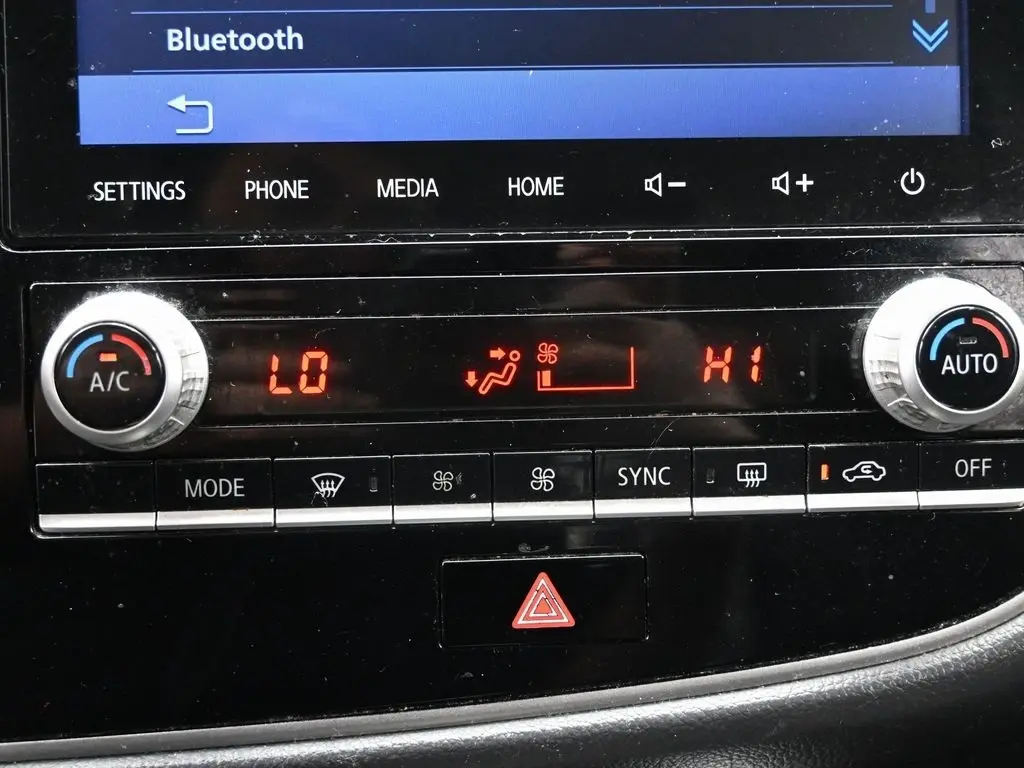 Bluetooth
SETTINGS PHONE MEDIA HOME
A/C LO HI AUTO
MODE SYNC OFF